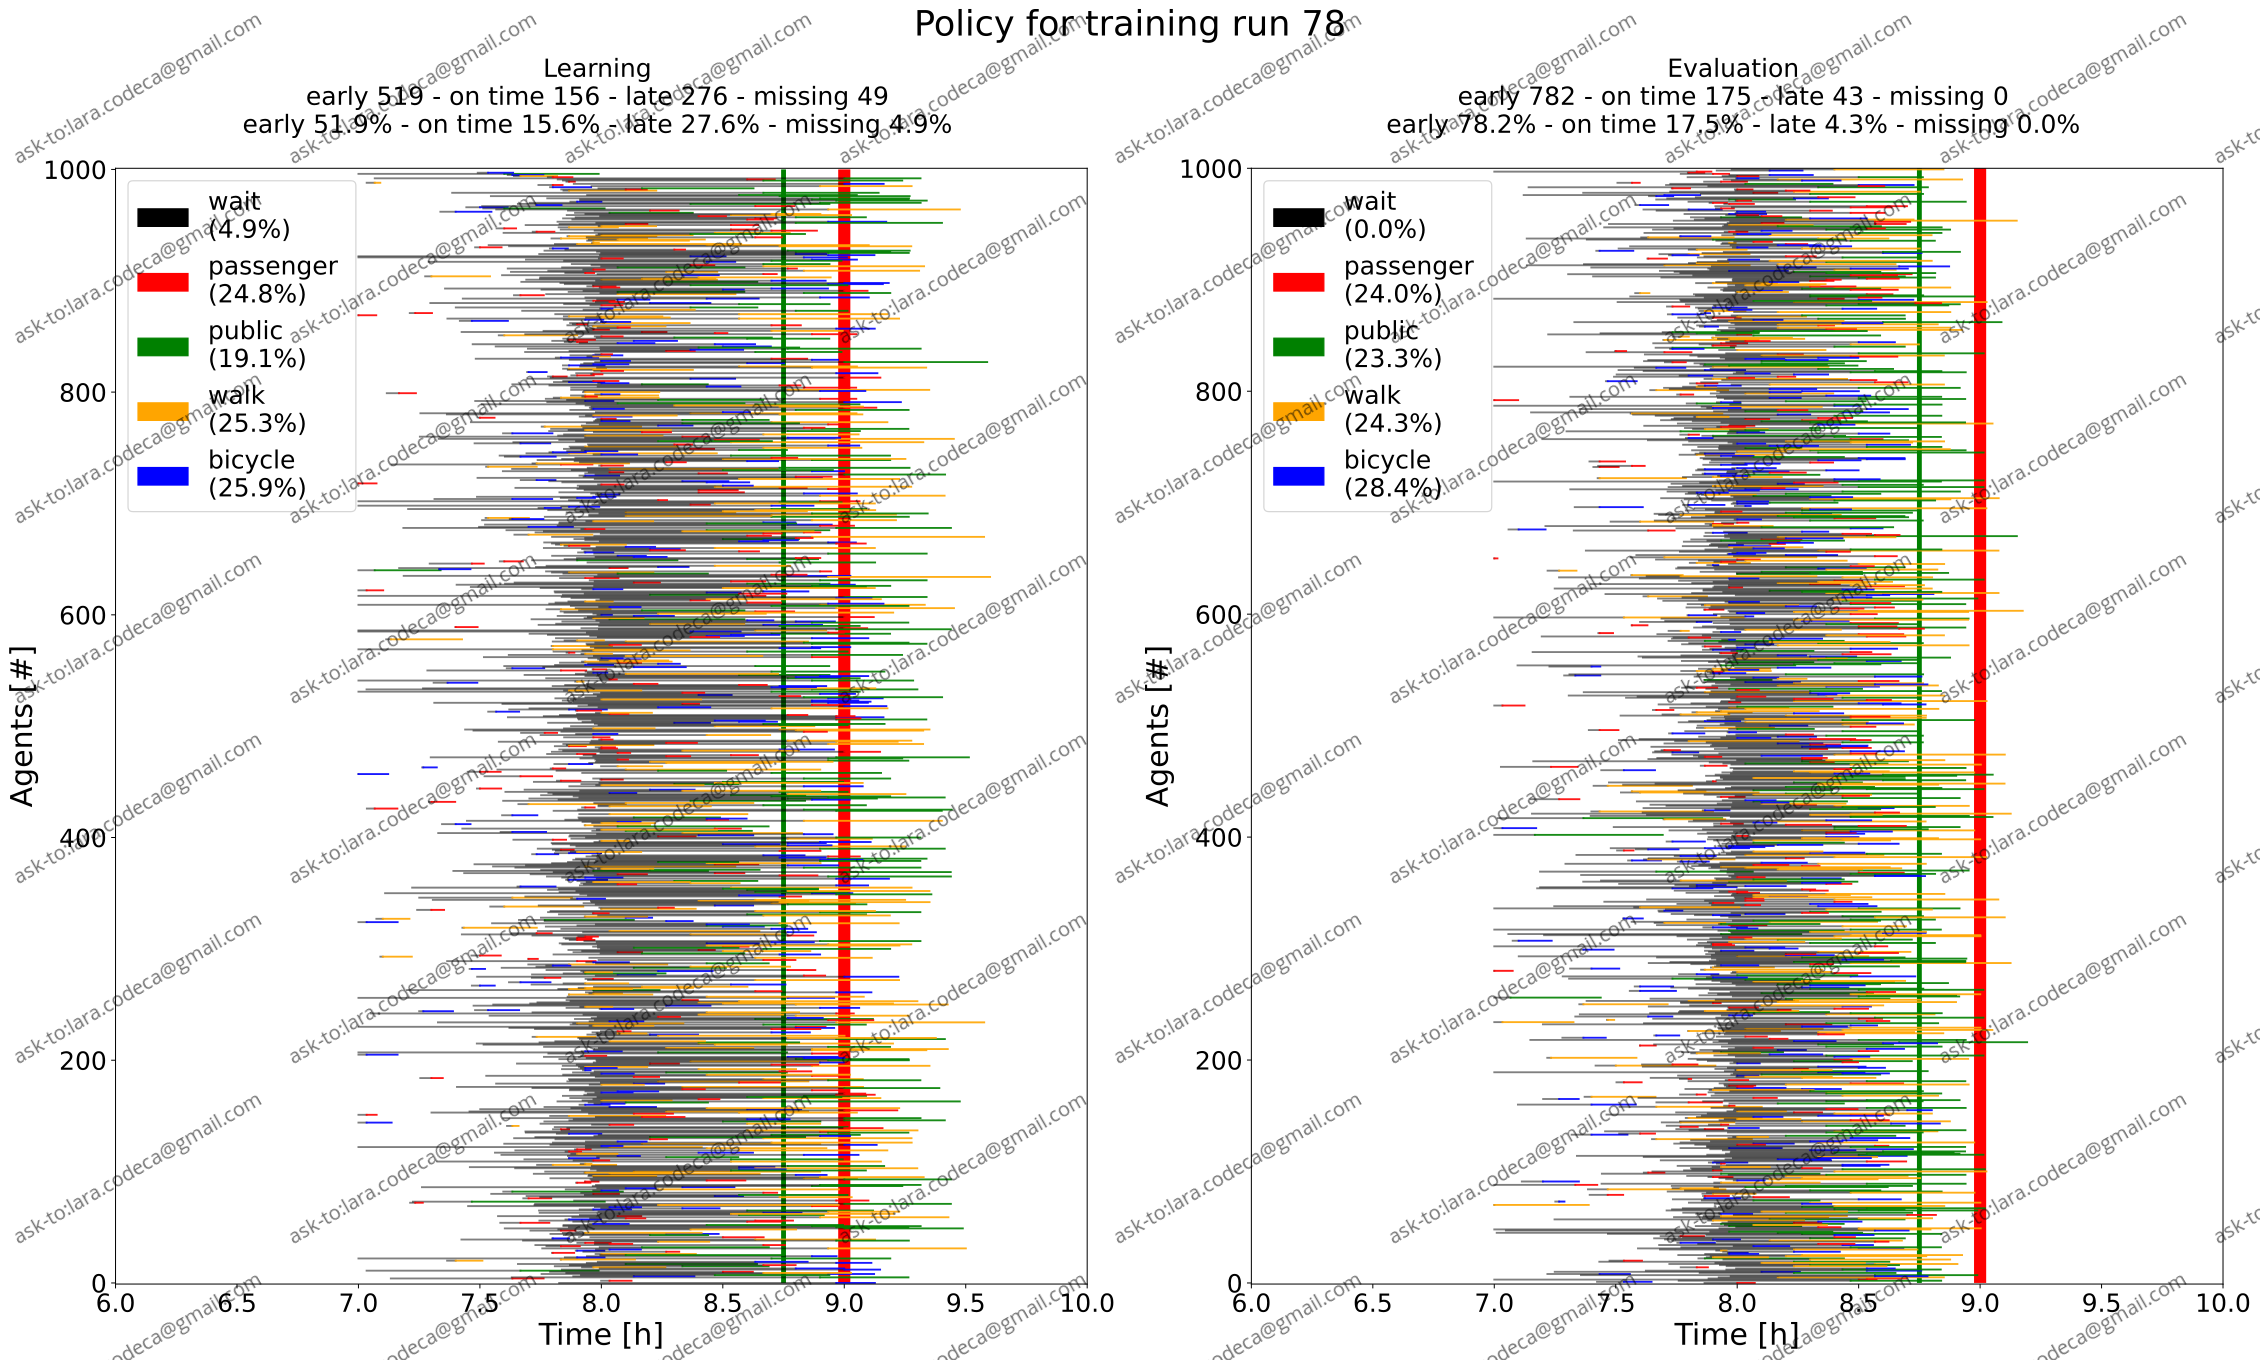 Policy for training run 78
Learning
early 519 - on time 156 - late 276 - missing 49
early 51.9% - on time 15.6% - late 27.6% - missing 4.9%
wait
(4.9%)
passenger
(24.8%)
public
(19.1%)
walk
(25.3%)
bicycle
(25.9%)
Agents [#]
1000
800
600
400
200
0
6.0 6.5 7.0 7.5 8.0 8.5 9.0 9.5 10.0
Time [h]
Evaluation
early 782 - on time 175 - late 43 - missing 0
early 78.2% - on time 17.5% - late 4.3% - missing 0.0%
wait
(0.0%)
passenger
(24.0%)
public
(23.3%)
walk
(24.3%)
bicycle
(28.4%)
Agents [#]
1000
800
600
400
200
0
6.0 6.5 7.0 7.5 8.0 8.5 9.0 9.5 10.0
Time [h]
ask-to:lara.codeca@gmail.com